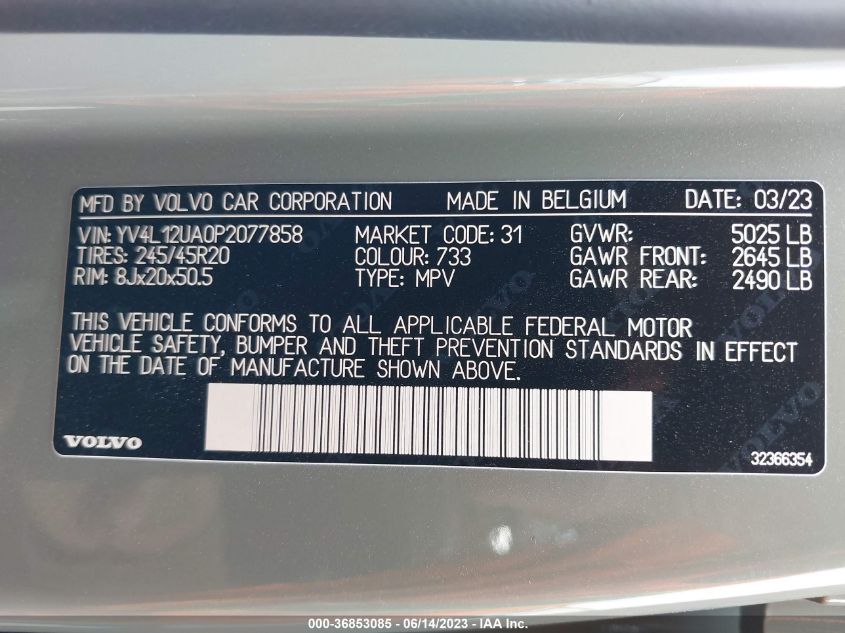 MFD BY VOLVO CAR CORPORATION MADE IN BELGIUM DATE: 03/23
VIN: YV4L12UA0P2077858 MARKET CODE: 31 GVWR: 5025 LB
TIRES: 245/45R20 COLOUR: 733 GAWR FRONT: 2645 LB
RIM: 8Jx20x50.5 TYPE: MPV GAWR REAR: 2490 LB
THIS VEHICLE CONFORMS TO ALL APPLICABLE FEDERAL MOTOR
VEHICLE SAFETY, BUMPER AND THEFT PREVENTION STANDARDS IN EFFECT
ON THE DATE OF MANUFACTURE SHOWN ABOVE.
VOLVO
32366354
000-36853085 - 06/14/2023 - © IAA Inc.